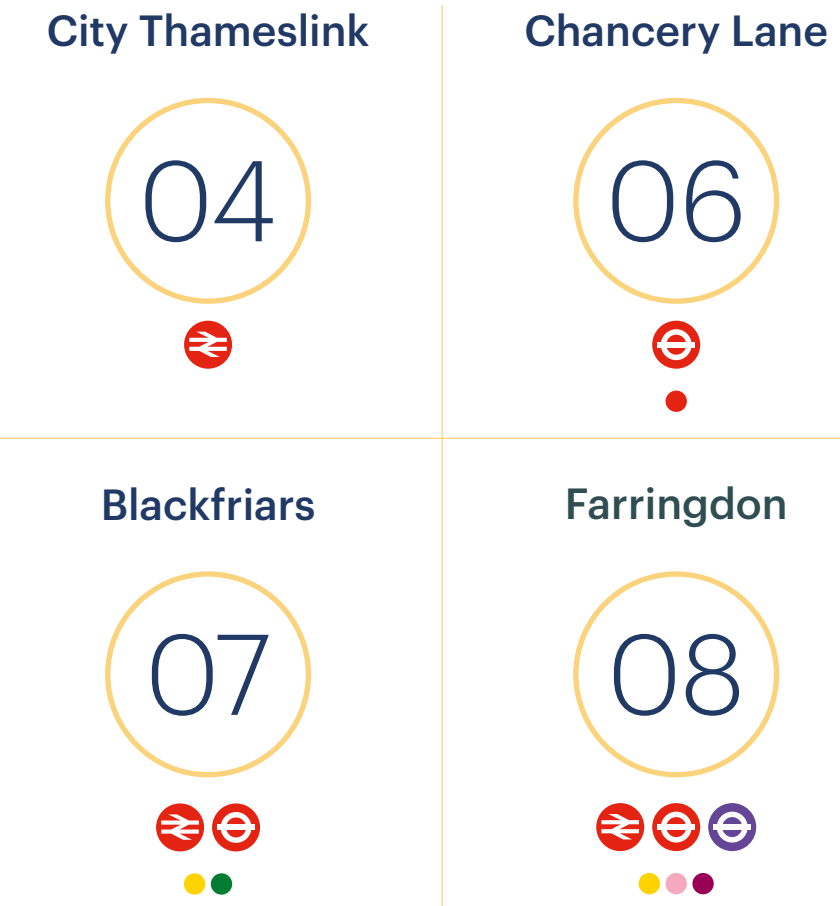 City Thameslink
04
Chancery Lane
06
Blackfriars
07
Farringdon
08